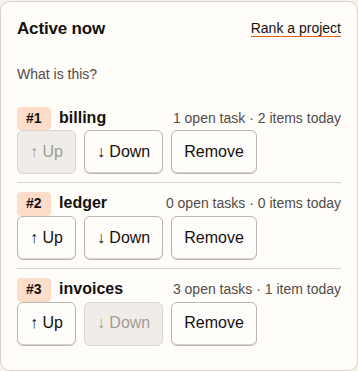 Active now Rank a project
What is this?
#1 billing 1 open task · 2 items today
↑ Up ↓ Down Remove
#2 ledger 0 open tasks · 0 items today
↑ Up ↓ Down Remove
#3 invoices 3 open tasks · 1 item today
↑ Up ↓ Down Remove